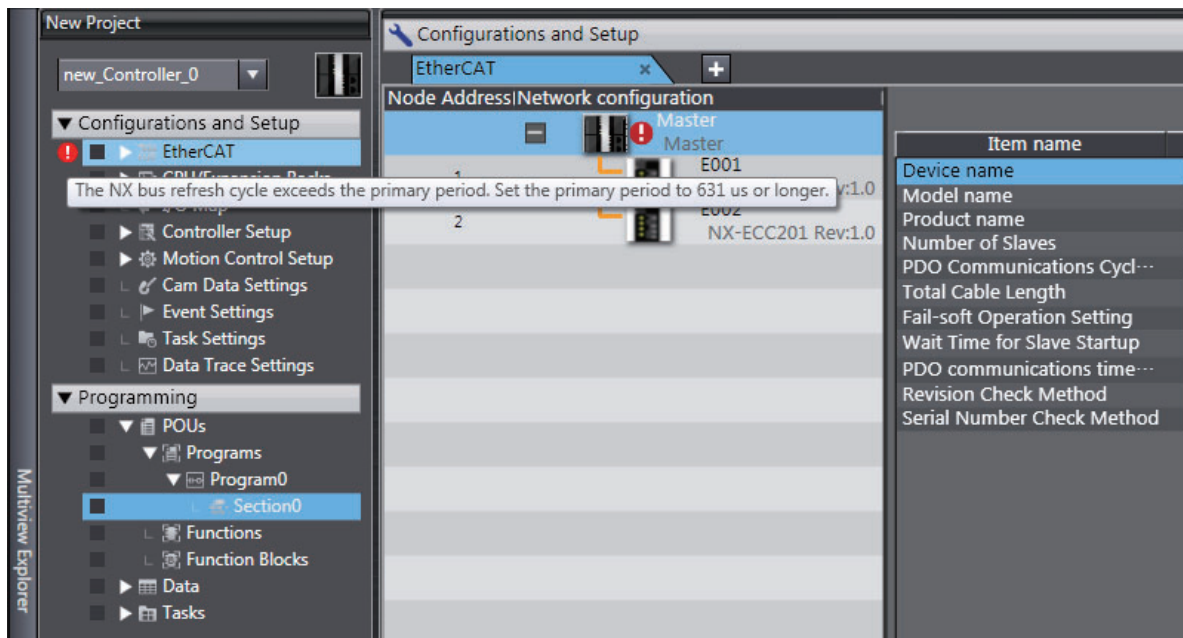 New Project
new_Controller_0
Configurations and Setup
EtherCAT
CPU/Expansion Racks
I/O Map
Controller Setup
Motion Control Setup
Cam Data Settings
Event Settings
Task Settings
Data Trace Settings
Programming
POUs
Programs
Program0
Section0
Functions
Function Blocks
Data
Tasks
Multiview Explorer
The NX bus refresh cycle exceeds the primary period. Set the primary period to 631 us or longer.
Configurations and Setup
EtherCAT
Node Address|Network configuration
Master
Master
1
E001
v:1.0
2
E002
NX-ECC201 Rev:1.0
Item name
Device name
Model name
Product name
Number of Slaves
PDO Communications Cycl···
Total Cable Length
Fail-soft Operation Setting
Wait Time for Slave Startup
PDO communications time···
Revision Check Method
Serial Number Check Method